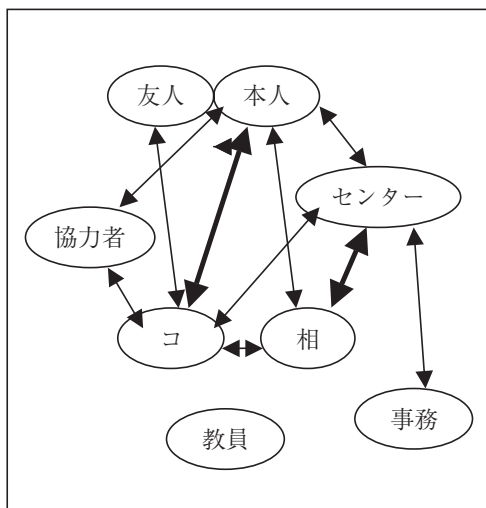 友人
本人
センター
協力者
コ
相
事務
教員